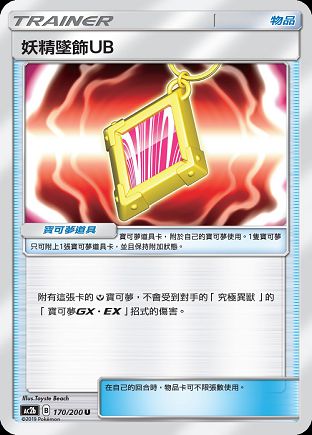 TRAINER 物品
妖精墜飾UB
寶可夢道具
寶可夢道具卡，附於自己的寶可夢使用。1隻寶可夢
只可附上1張寶可夢道具，並且保持附加狀態。
附有這張卡的寶可夢，不會受到對手的「究極異獸」的
「寶可夢GX・EX」招式的傷害。
Illus.Toyste Beach
AC2b B 170/200 U
©2019 Pokémon
在自己的回合時，物品卡可不限張數使用。